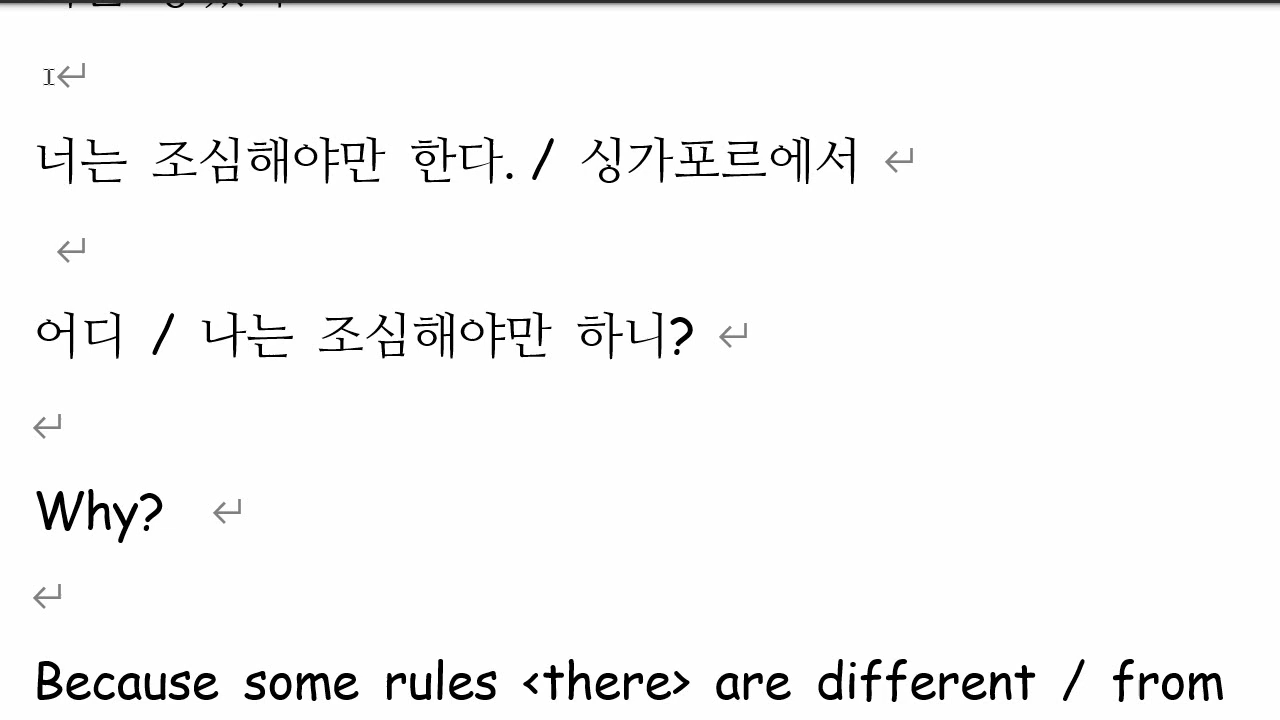 너는 조심해야만 한다. / 싱가포르에서
어디 / 나는 조심해야만 하니?
Why?
Because some rules <there> are different / from